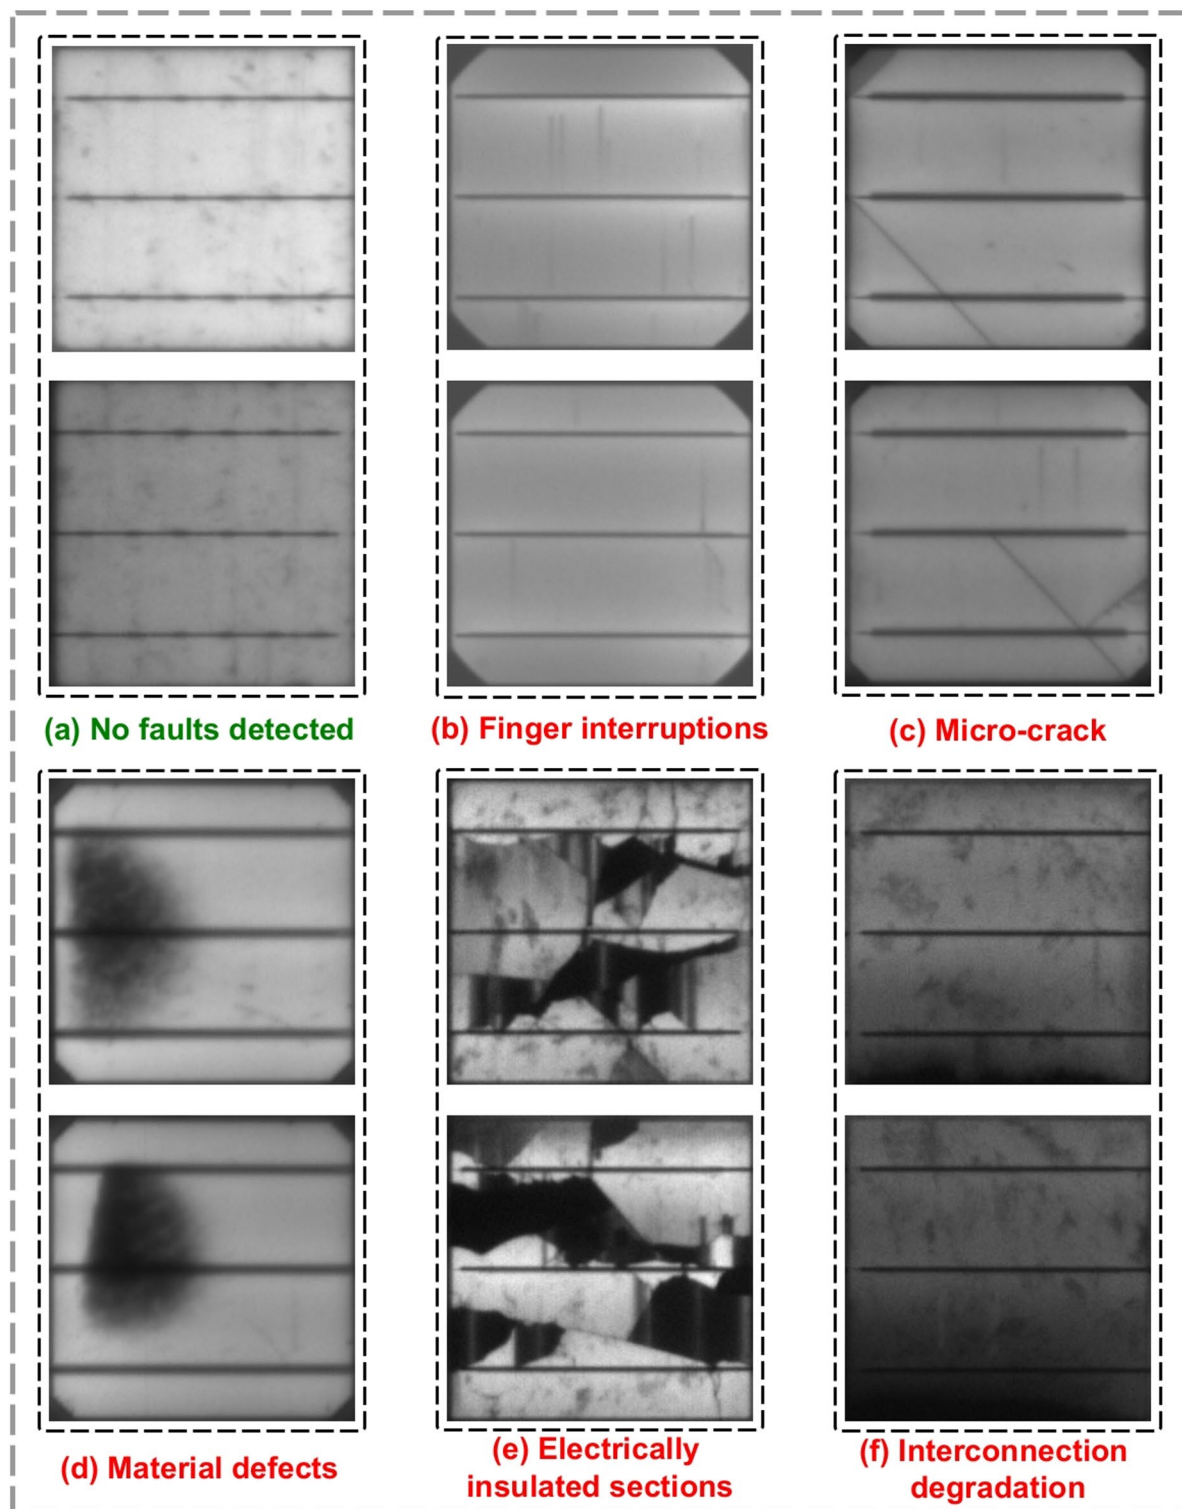 (a) No faults detected
(b) Finger interruptions
(c) Micro-crack
(d) Material defects
(e) Electrically
insulated sections
(f) Interconnection
degradation